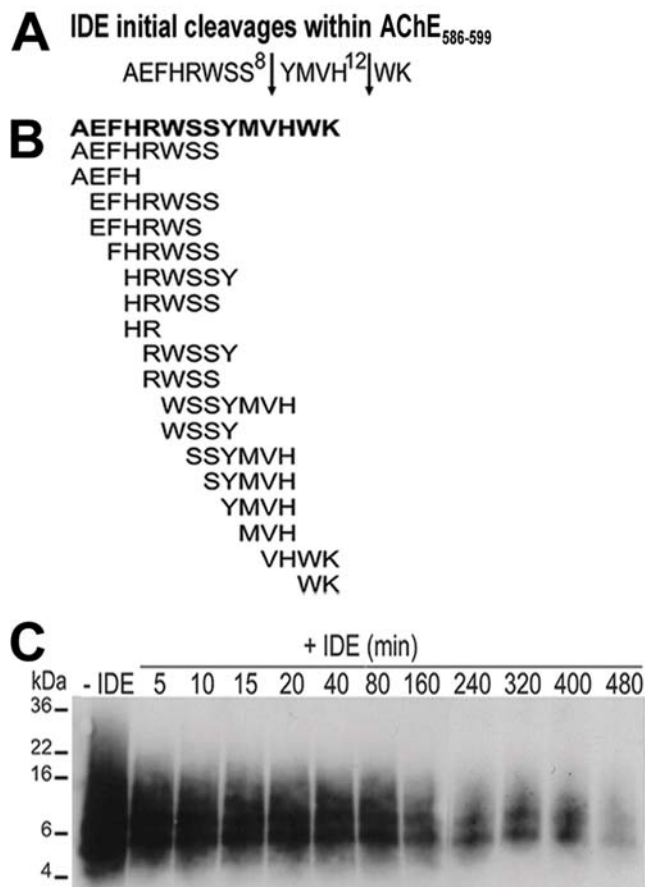 A IDE initial cleavages within AChE586-599
AEFHRWSS8 YMVH12 WK
B AEFHRWSSYMVHWK
AEFHRWSS
AEFH
EFHRWSS
EFHRWS
FHRWSS
HRWSSY
HRWSS
HR
RWSSY
RWSS
WSSYMVH
WSSY
SSYMVH
SYMVH
YMVH
MVH
VHWK
WK
C + IDE (min)
kDa - IDE 5 10 15 20 40 80 160 240 320 400 480
36
22
16
6
4